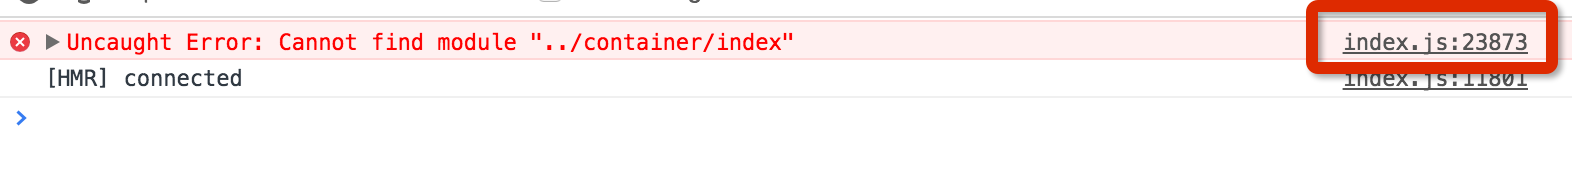 Uncaught Error: Cannot find module "../container/index" index.js:23873
[HMR] connected index.js:11801